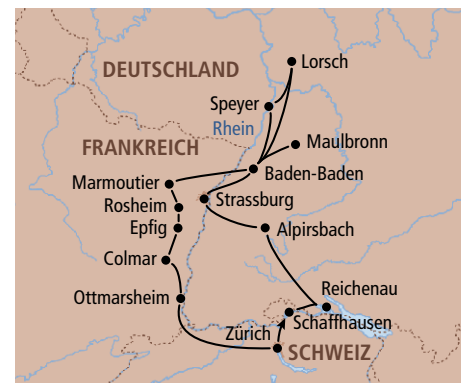 Lorsch
DEUTSCHLAND
Speyer
Rhein
Maulbronn
FRANKREICH
Baden-Baden
Marmoutier
Strassburg
Rosheim
Epfig
Alpirsbach
Colmar
Reichenau
Ottmarsheim
Schaffhausen
Zürich
SCHWEIZ